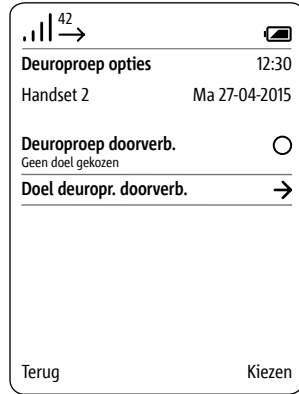 42
Deuroproep opties 12:30
Handset 2 Ma 27-04-2015
Deuroproep doorverb.
Geen doel gekozen
Doel deuropr. doorverb.
Terug Kiezen